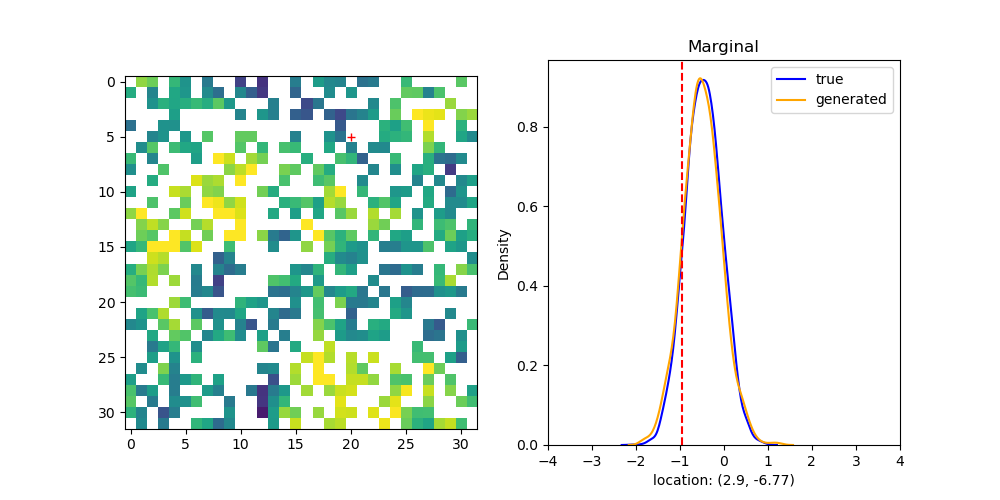 Marginal
true
generated
0
5
10
15
20
25
30
0 5 10 15 20 25 30
Density
0.8
0.6
0.4
0.2
0.0
−4 −3 −2 −1 0 1 2 3 4
location: (2.9, -6.77)